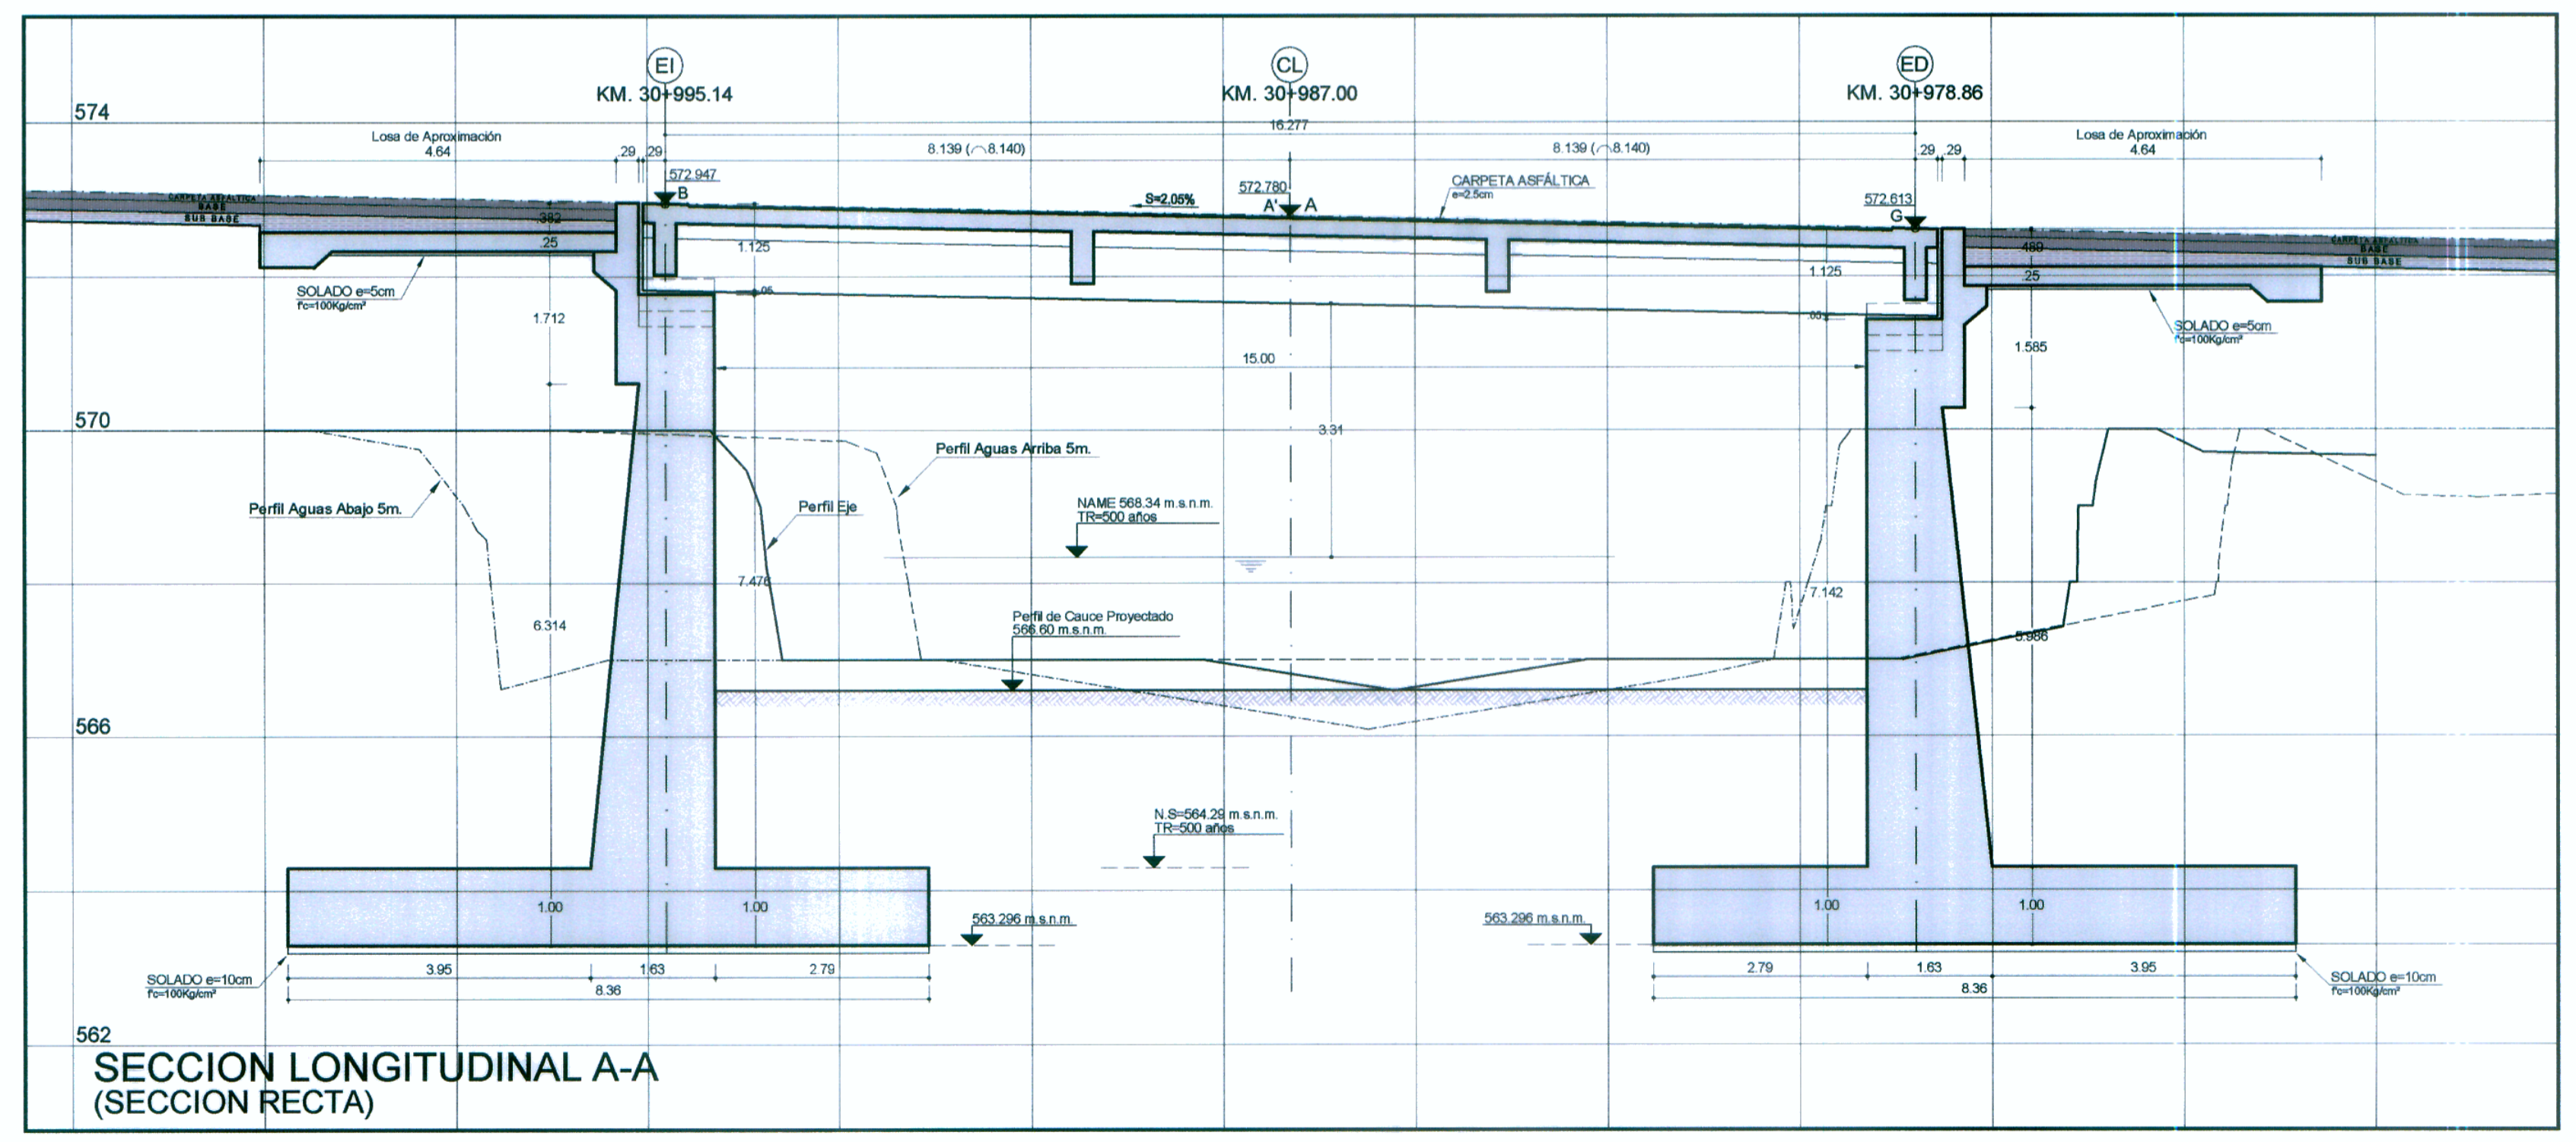 EI
CL
ED
KM. 30+995.14
KM. 30+987.00
KM. 30+978.86
574
16.277
Losa de Aproximación
4.64
.29
.29
8.139 (⌒8.140)
8.139 (⌒8.140)
.29
.29
Losa de Aproximación
4.64
572.947
B
572.780
A'
A
S=2.05%
CARPETA ASFÁLTICA
e=2.5cm
572.613
G
CARPETA ASFÁLTICA
BASE
SUB BASE
.382
.25
1.125
.05
CARPETA ASFÁLTICA
BASE
SUB BASE
.489
.25
1.125
.05
SOLADO e=5cm
f'c=100Kg/cm²
SOLADO e=5cm
f'c=100Kg/cm²
1.712
15.00
1.585
570
3.31
Perfil Aguas Arriba 5m.
Perfil Aguas Abajo 5m.
Perfil Eje
NAME 568.34 m.s.n.m.
TR=500 años
7.476
7.142
6.314
Perfil de Cauce Proyectado
566.60 m.s.n.m.
5.986
566
N.S=564.29 m.s.n.m.
TR=500 años
1.00
1.00
1.00
1.00
563.296 m.s.n.m.
563.296 m.s.n.m.
3.95
1.63
2.79
8.36
2.79
1.63
3.95
8.36
SOLADO e=10cm
f'c=100Kg/cm²
SOLADO e=10cm
f'c=100Kg/cm²
562
SECCION LONGITUDINAL A-A
(SECCION RECTA)